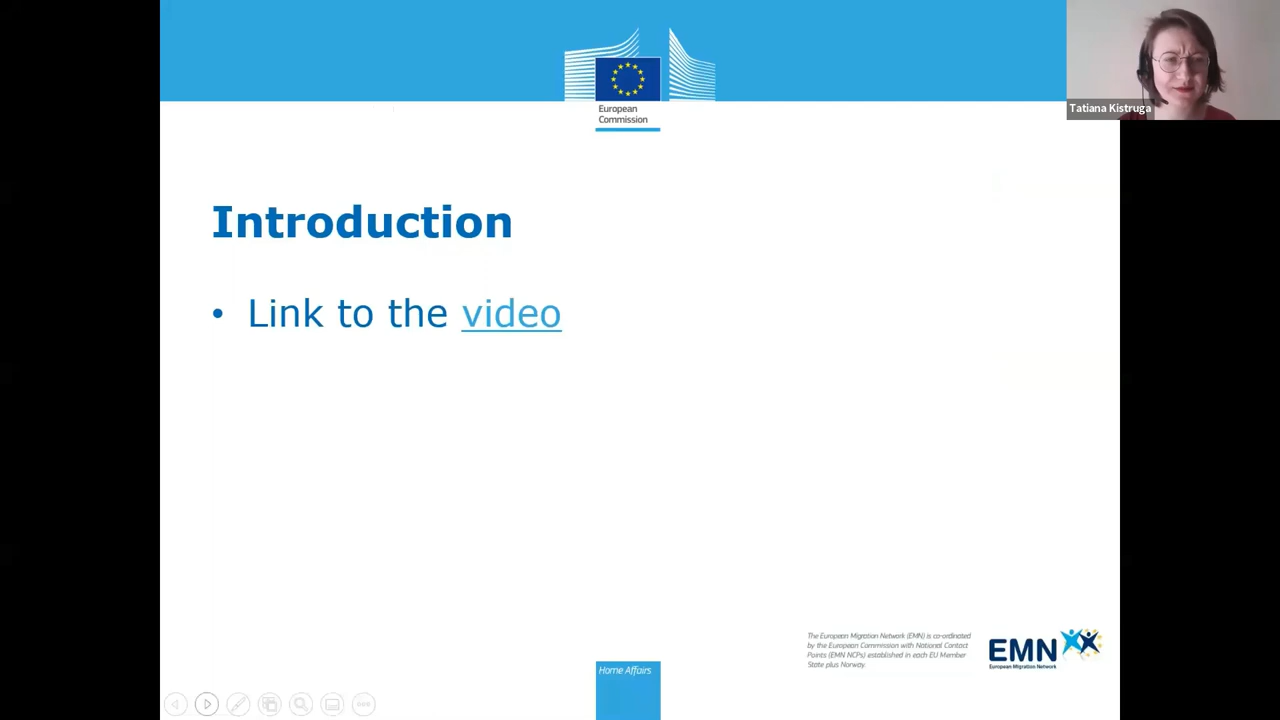 Tatiana Kistruga
European
Commission
Introduction
• Link to the video
The European Migration Network (EMN) is co-ordinated
by the European Commission with National Contact
Points (EMN NCPs) established in each EU Member
State plus Norway.
EMN
European Migration Network
Home Affairs